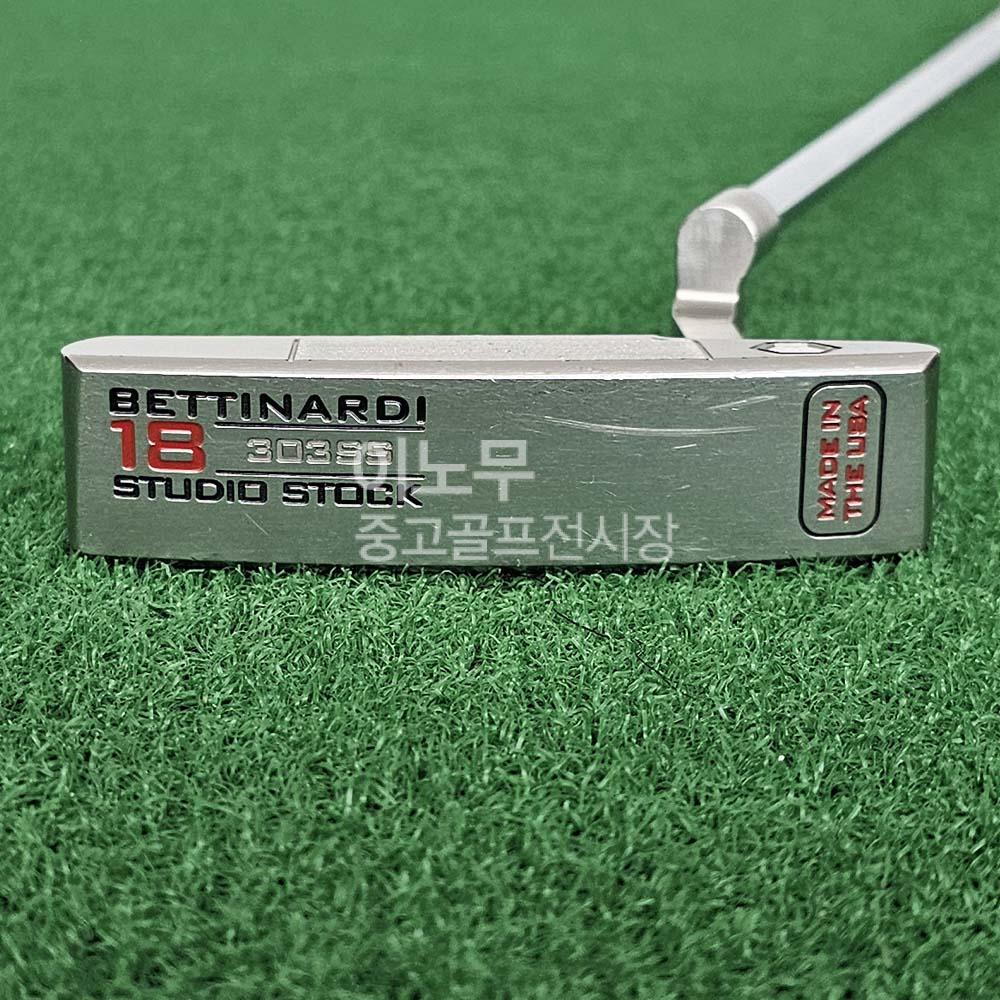 BETTINARDI
18 303SS
STUDIO STOCK
MADE IN
THE USA
이노무
중고골프전시장